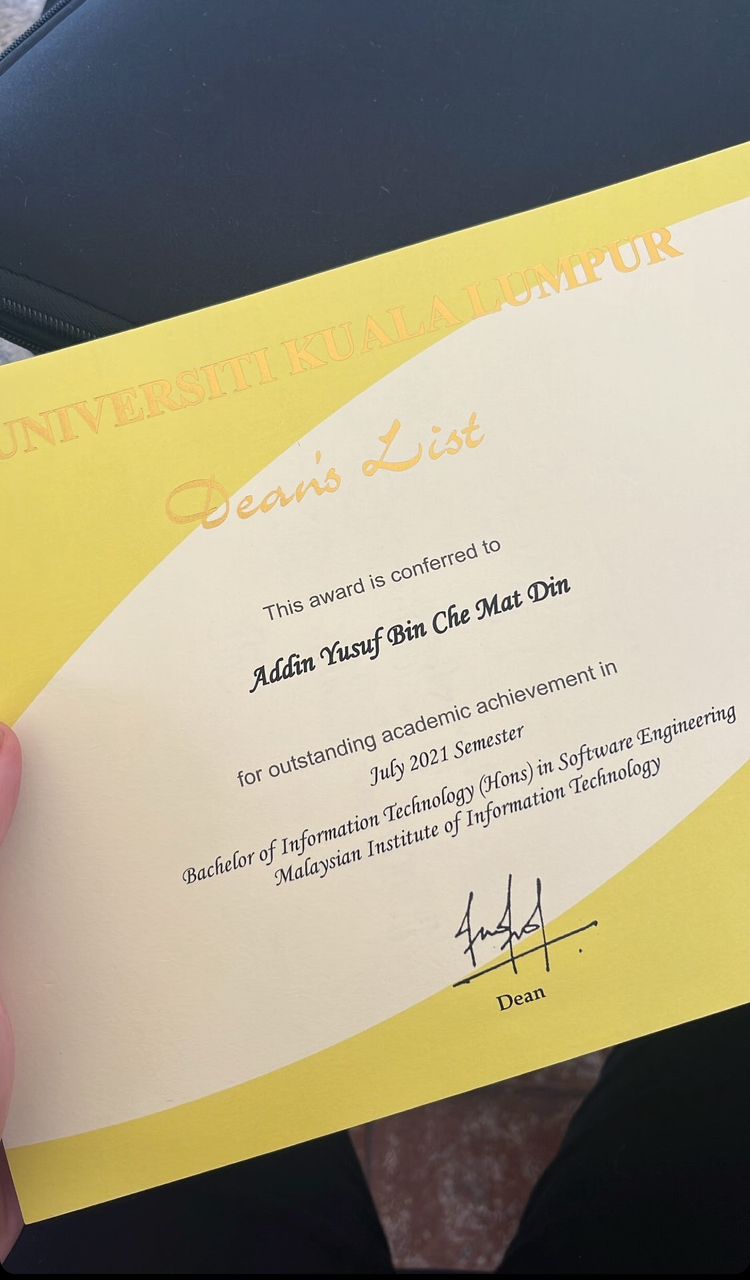 UNIVERSITI KUALA LUMPUR
Dean's List
This award is conferred to
Addin Yusuf Bin Che Mat Din
for outstanding academic achievement in
July 2021 Semester
Bachelor of Information Technology (Hons) in Software Engineering
Malaysian Institute of Information Technology
Dean